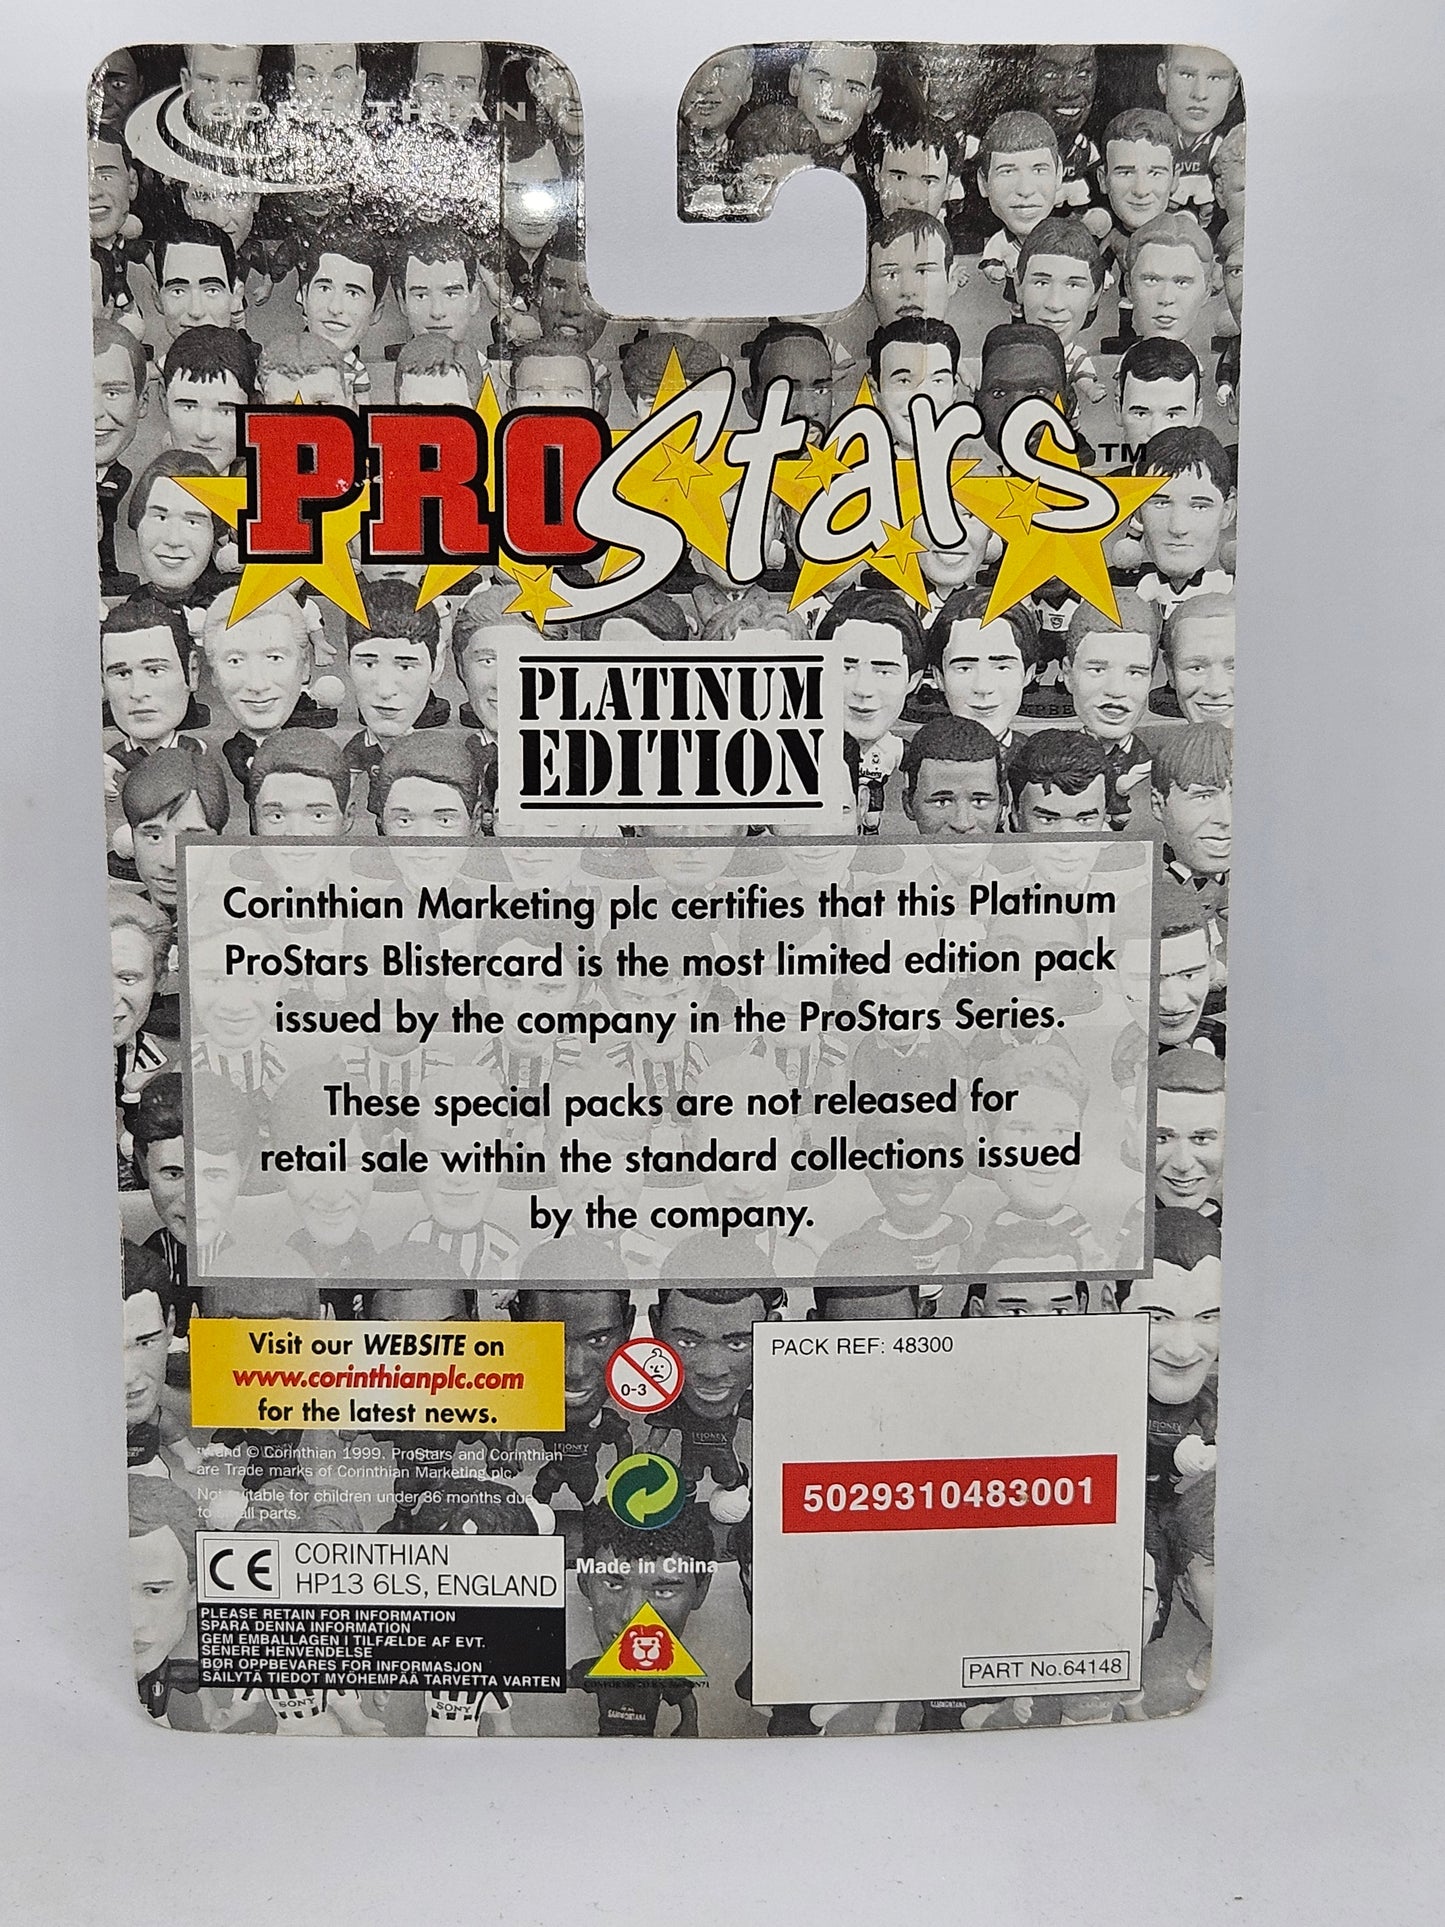 CORINTHIAN
PROStars™
PLATINUM
EDITION
Corinthian Marketing plc certifies that this Platinum
ProStars Blistercard is the most limited edition pack
issued by the company in the ProStars Series.
These special packs are not released for
retail sale within the standard collections issued
by the company.
Visit our WEBSITE on
www.corinthianplc.com
for the latest news.
0-3
™ and © Corinthian 1999. ProStars and Corinthian
are Trade marks of Corinthian Marketing plc.
Not suitable for children under 36 months due
to small parts.
CE
CORINTHIAN
HP13 6LS, ENGLAND
PLEASE RETAIN FOR INFORMATION
SPARA DENNA INFORMATION
GEM EMBALLAGEN I TILFÆLDE AF EVT.
SENERE HENVENDELSE
BØR OPPBEVARES FOR INFORMASJON
SÄILYTÄ TIEDOT MYÖHEMPÄÄ TARVETTA VARTEN
Made in China
PACK REF: 48300
5029310483001
PART No.64148
SONY
SONY